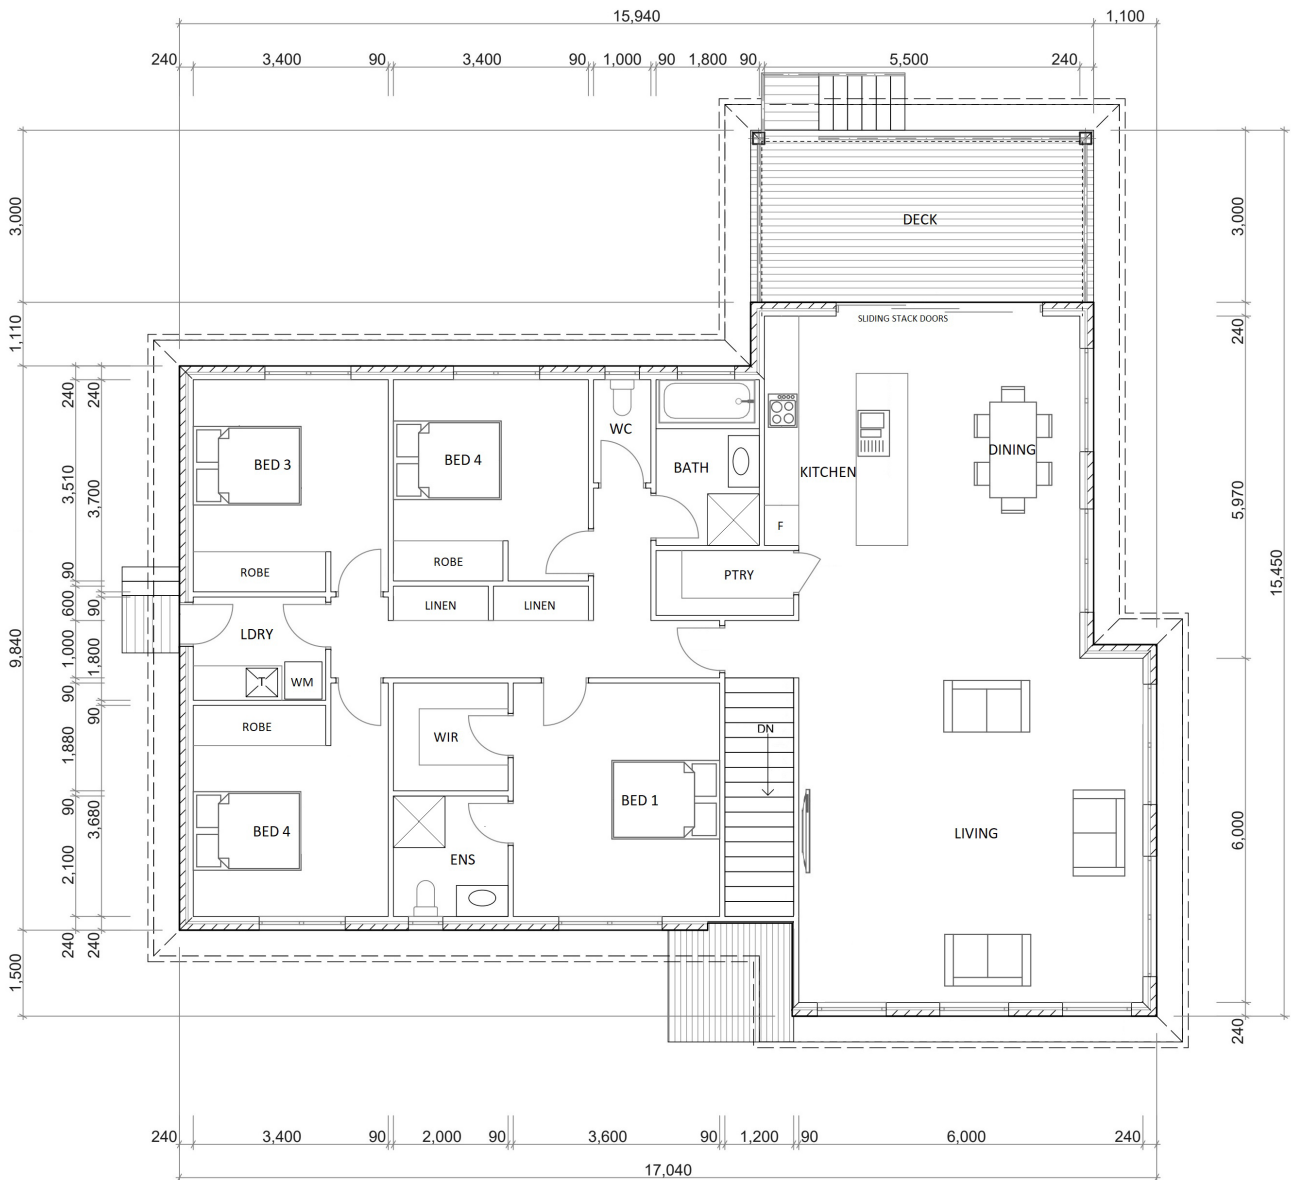 15,940
1,100
240
3,400
90
3,400
90
1,000
90
1,800
90
5,500
240
3,000
1,110
9,840
1,500
240
3,510
90
600
1,000
90
1,880
90
2,100
240
240
3,700
90
1,800
90
3,680
240
DECK
SLIDING STACK DOORS
WC
BED 3
BED 4
BATH
KITCHEN
DINING
F
ROBE
ROBE
PTRY
LINEN
LINEN
LDRY
T
WM
ROBE
WIR
DN
BED 1
BED 4
ENS
LIVING
3,000
240
5,970
6,000
240
15,450
240
3,400
90
2,000
90
3,600
90
1,200
90
6,000
240
17,040